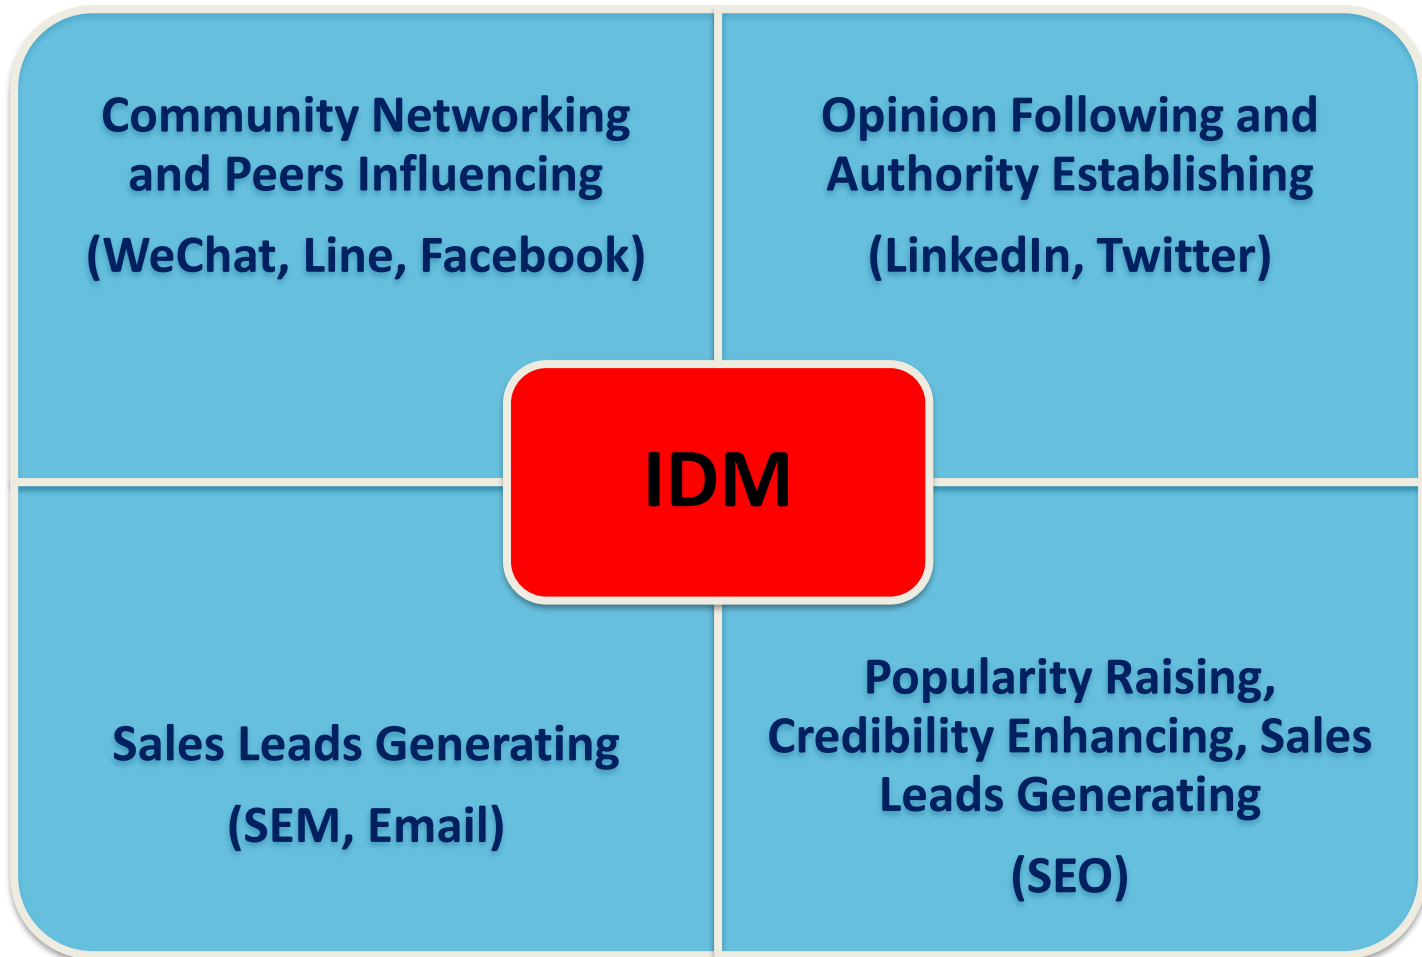 Community Networking
and Peers Influencing
(WeChat, Line, Facebook)
Opinion Following and
Authority Establishing
(LinkedIn, Twitter)
IDM
Sales Leads Generating
(SEM, Email)
Popularity Raising,
Credibility Enhancing, Sales
Leads Generating
(SEO)